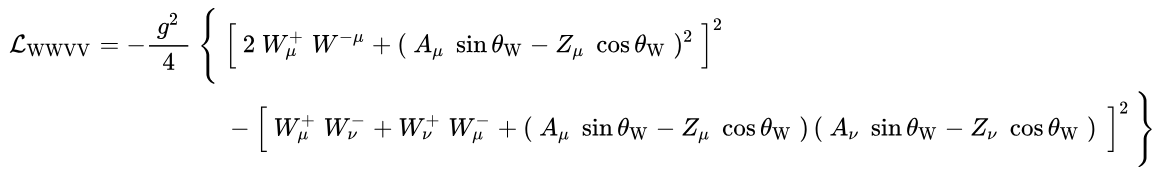 ℒ_WWVV = − g²/4 { [ 2 W_μ^+ W^{−μ} + ( A_μ sin θ_W − Z_μ cos θ_W )² ]²
− [ W_μ^+ W_ν^− + W_ν^+ W_μ^− + ( A_μ sin θ_W − Z_μ cos θ_W ) ( A_ν sin θ_W − Z_ν cos θ_W ) ]² }